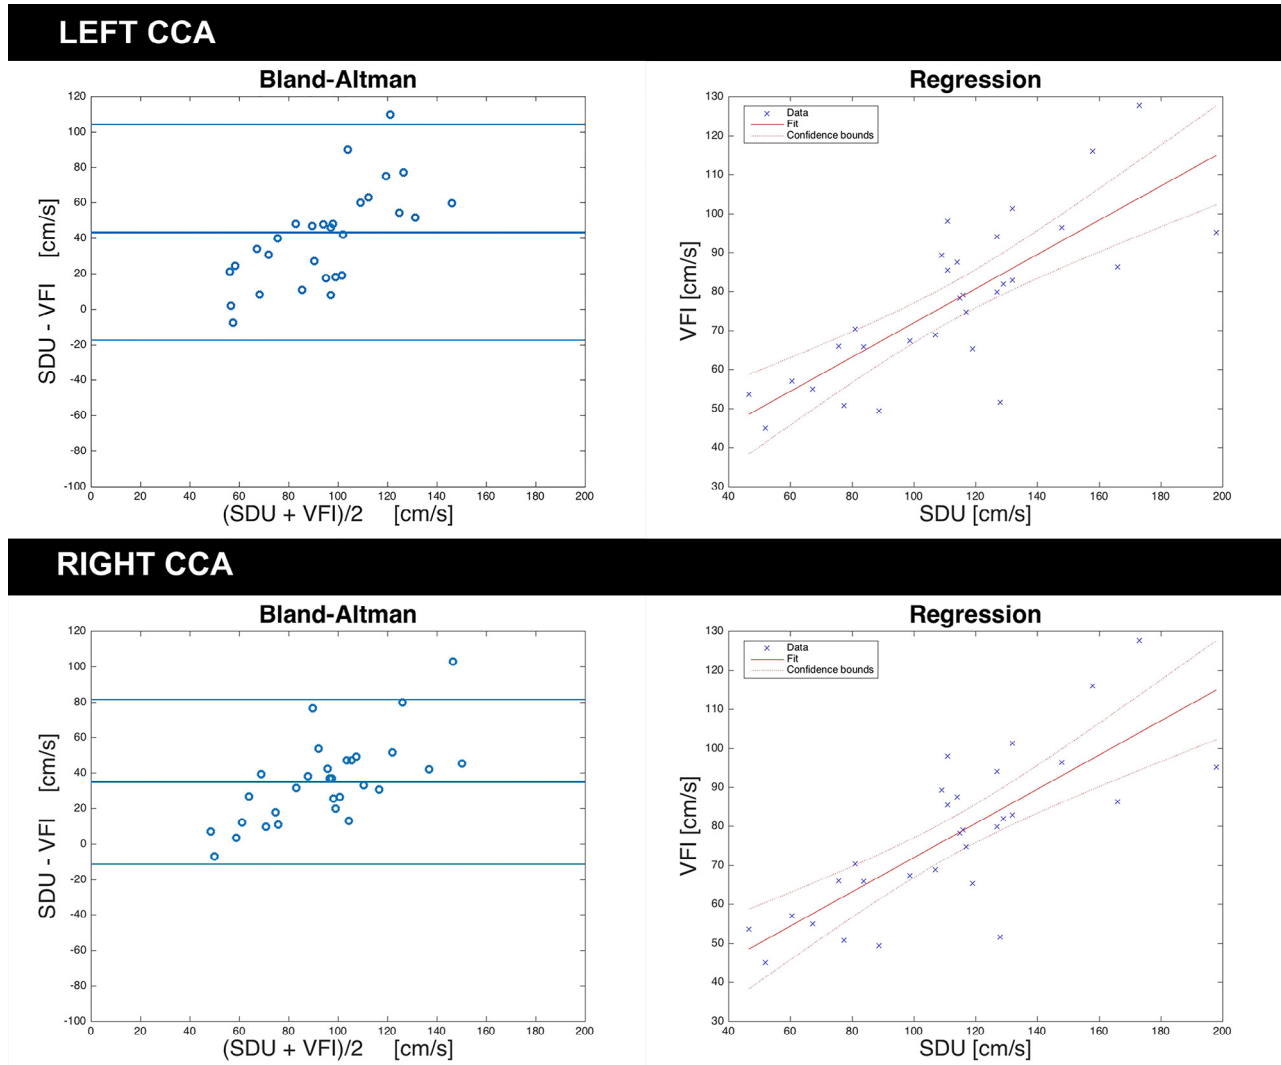 LEFT CCA
Bland-Altman
120
100
80
60
40
20
0
-20
-40
-60
-80
-100
SDU - VFI [cm/s]
0 20 40 60 80 100 120 140 160 180 200
(SDU + VFI)/2 [cm/s]
Regression
Data
Fit
Confidence bounds
130
120
110
100
90
80
70
60
50
40
30
VFI [cm/s]
40 60 80 100 120 140 160 180 200
SDU [cm/s]
RIGHT CCA
Bland-Altman
120
100
80
60
40
20
0
-20
-40
-60
-80
-100
SDU - VFI [cm/s]
0 20 40 60 80 100 120 140 160 180 200
(SDU + VFI)/2 [cm/s]
Regression
Data
Fit
Confidence bounds
130
120
110
100
90
80
70
60
50
40
30
VFI [cm/s]
40 60 80 100 120 140 160 180 200
SDU [cm/s]